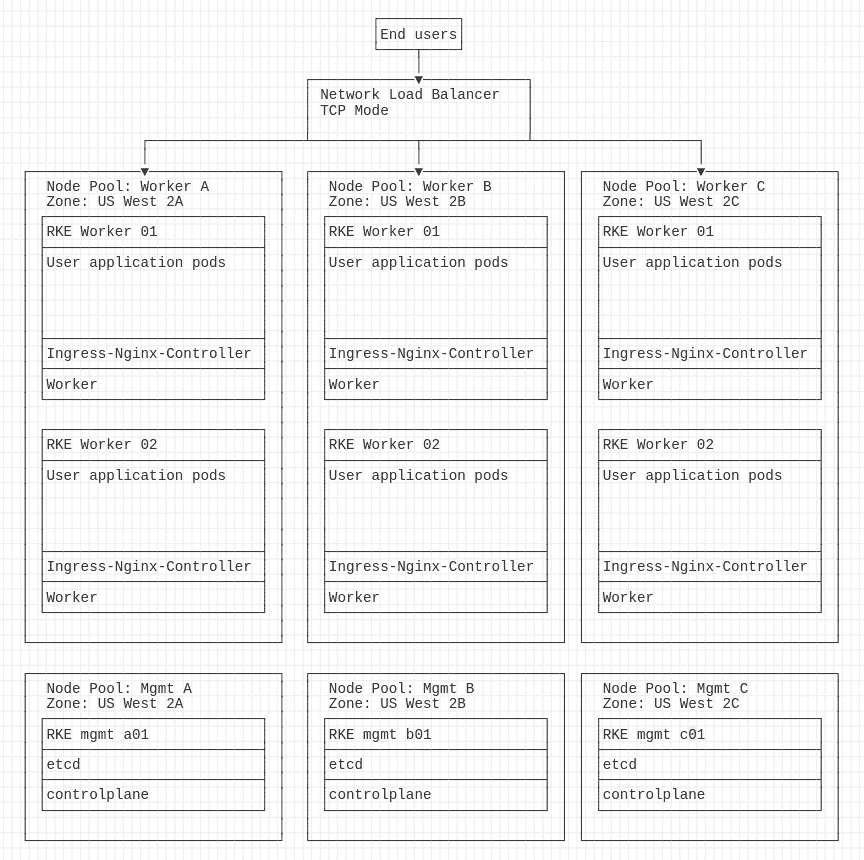 End users
Network Load Balancer
TCP Mode
Node Pool: Worker A
Zone: US West 2A
RKE Worker 01
User application pods
Ingress-Nginx-Controller
Worker
RKE Worker 02
User application pods
Ingress-Nginx-Controller
Worker
Node Pool: Worker B
Zone: US West 2B
RKE Worker 01
User application pods
Ingress-Nginx-Controller
Worker
RKE Worker 02
User application pods
Ingress-Nginx-Controller
Worker
Node Pool: Worker C
Zone: US West 2C
RKE Worker 01
User application pods
Ingress-Nginx-Controller
Worker
RKE Worker 02
User application pods
Ingress-Nginx-Controller
Worker
Node Pool: Mgmt A
Zone: US West 2A
RKE mgmt a01
etcd
controlplane
Node Pool: Mgmt B
Zone: US West 2B
RKE mgmt b01
etcd
controlplane
Node Pool: Mgmt C
Zone: US West 2C
RKE mgmt c01
etcd
controlplane